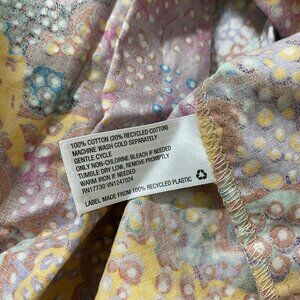 100% COTTON (20% RECYCLED COTTON)
MACHINE WASH COLD SEPARATELY
GENTLE CYCLE
ONLY NON-CHLORINE BLEACH IF NEEDED
TUMBLE DRY LOW, REMOVE PROMPTLY
WARM IRON IF NEEDED
RN17730 VN1247024
LABEL MADE FROM 100% RECYCLED PLASTIC